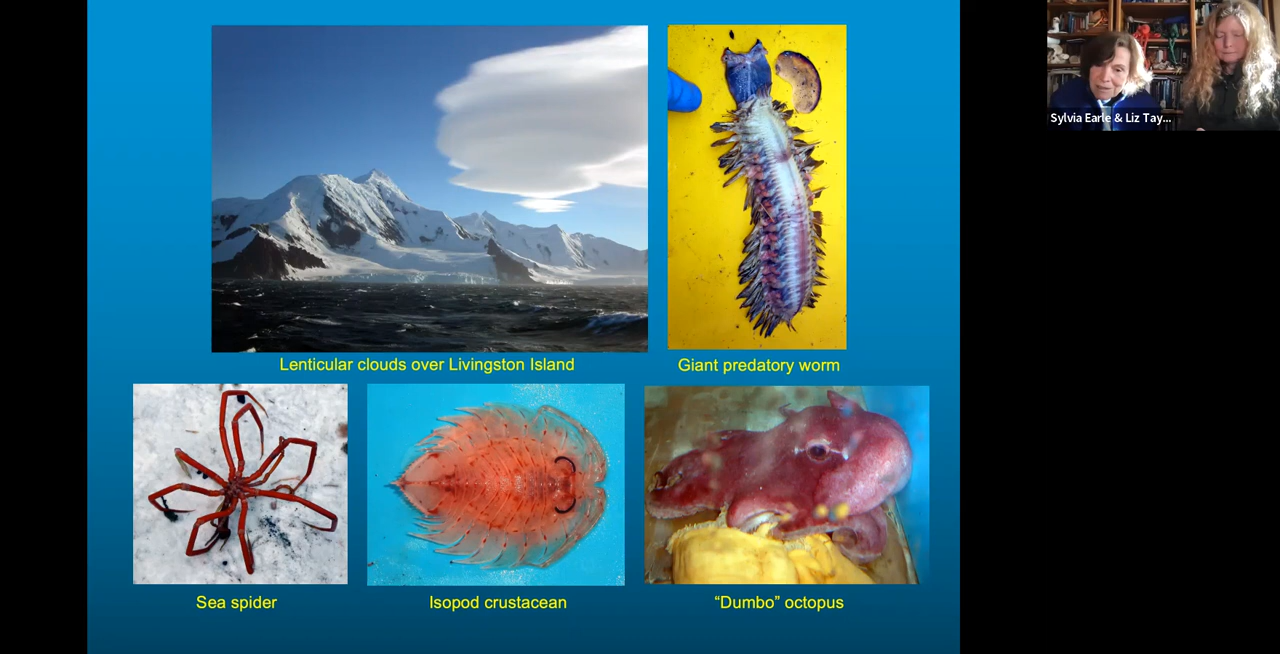 Sylvia Earle & Liz Tay...
Lenticular clouds over Livingston Island
Giant predatory worm
Sea spider
Isopod crustacean
“Dumbo” octopus